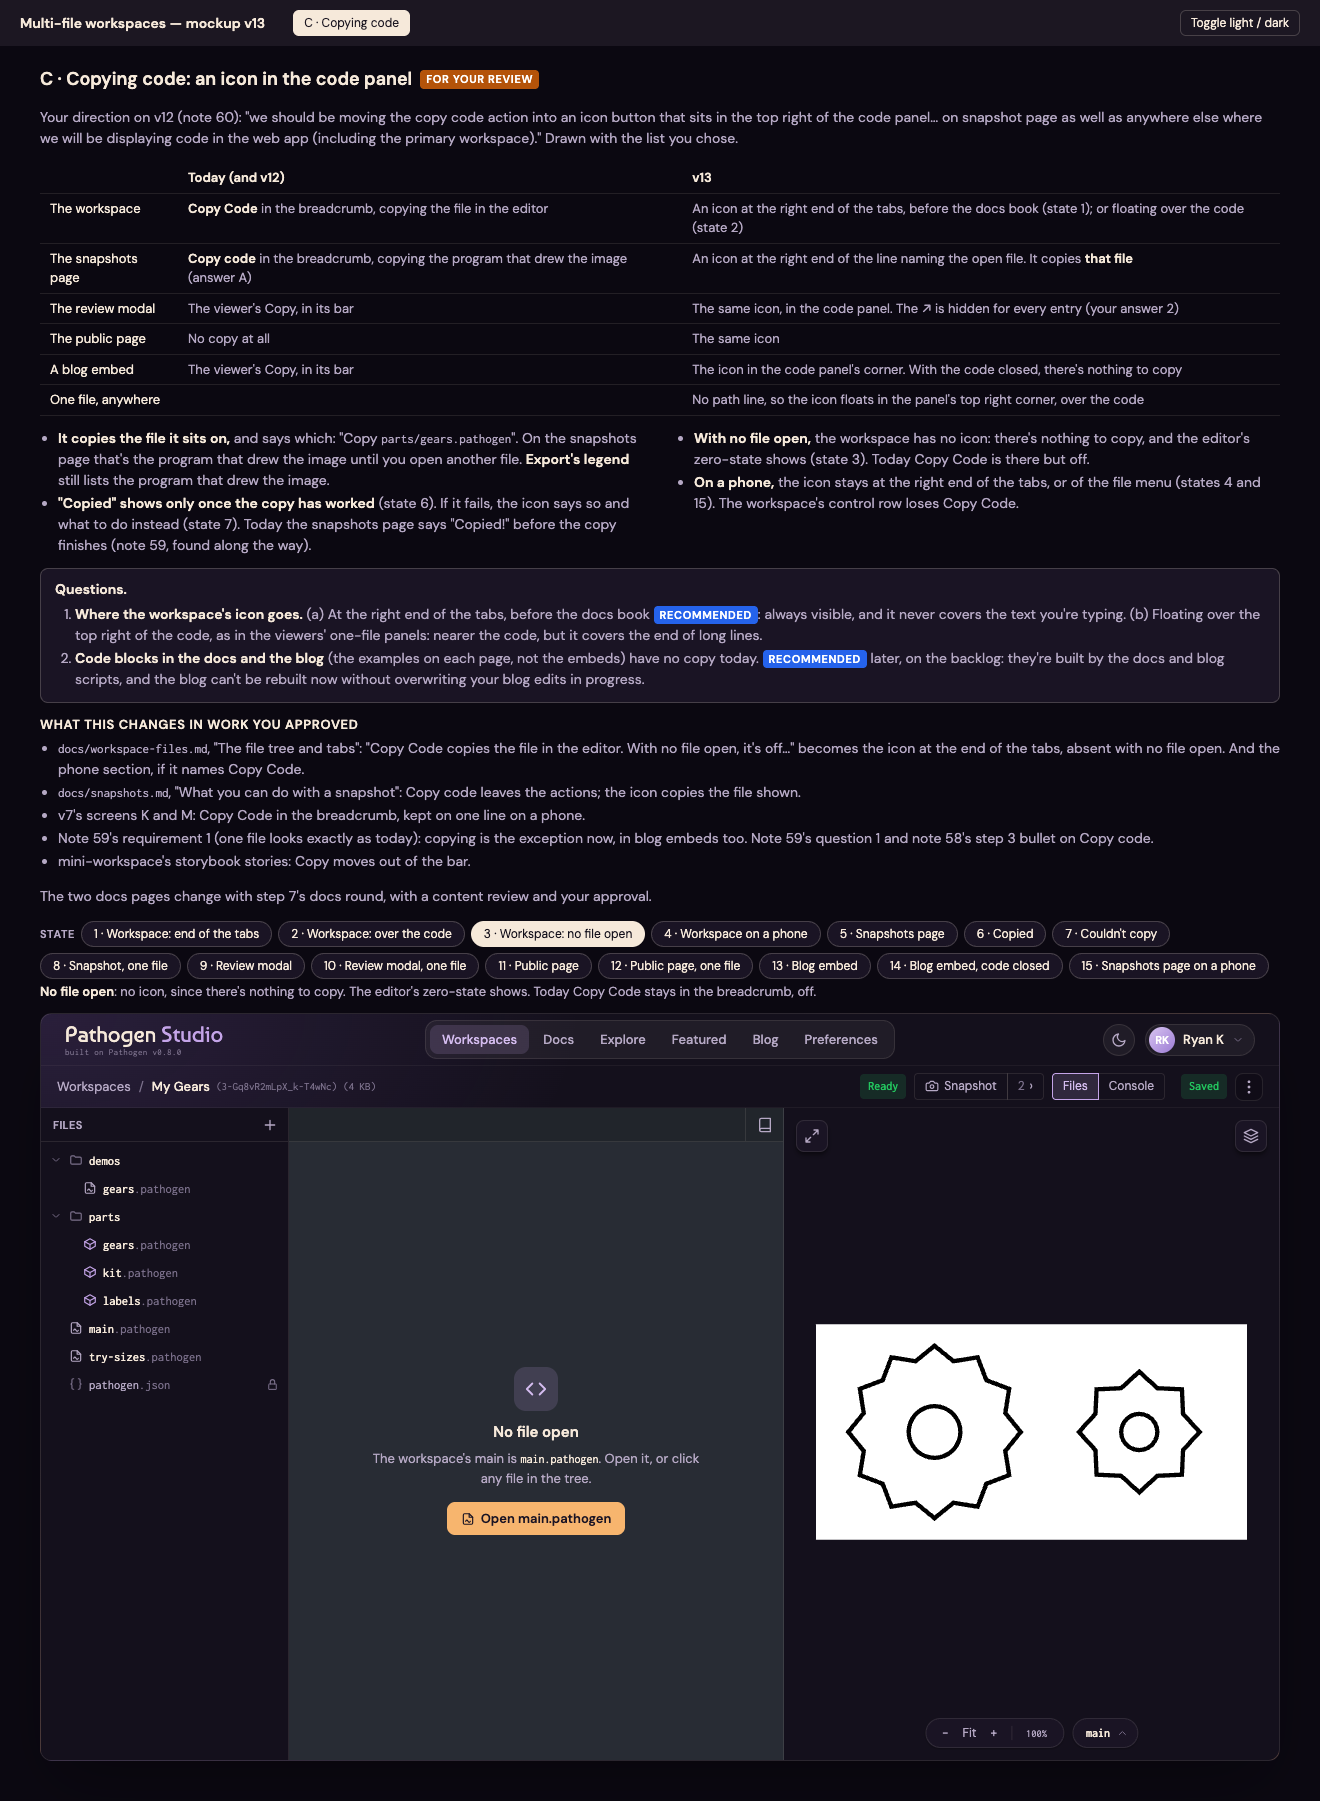 Multi-file workspaces — mockup v13
C · Copying code
Toggle light / dark
C · Copying code: an icon in the code panel
FOR YOUR REVIEW
Your direction on v12 (note 60): "we should be moving the copy code action into an icon button that sits in the top right of the code panel... on snapshot page as well as anywhere else where
we will be displaying code in the web app (including the primary workspace)." Drawn with the list you chose.
Today (and v12)
v13
The workspace
Copy Code in the breadcrumb, copying the file in the editor
An icon at the right end of the tabs, before the docs book (state 1); or floating over the code
(state 2)
The snapshots
page
Copy code in the breadcrumb, copying the program that drew the image
(answer A)
An icon at the right end of the line naming the open file. It copies that file
The review modal
The viewer's Copy, in its bar
The same icon, in the code panel. The ↗ is hidden for every entry (your answer 2)
The public page
No copy at all
The same icon
A blog embed
The viewer's Copy, in its bar
The icon in the code panel's corner. With the code closed, there's nothing to copy
One file, anywhere
No path line, so the icon floats in the panel's top right corner, over the code
• It copies the file it sits on, and says which: "Copy parts/gears.pathogen". On the snapshots
page that's the program that drew the image until you open another file. Export's legend
still lists the program that drew the image.
• "Copied" shows only once the copy has worked (state 6). If it fails, the icon says so and
what to do instead (state 7). Today the snapshots page says "Copied!" before the copy
finishes (note 59, found along the way).
• With no file open, the workspace has no icon: there's nothing to copy, and the editor's
zero-state shows (state 3). Today Copy Code is there but off.
• On a phone, the icon stays at the right end of the tabs, or of the file menu (states 4 and
15). The workspace's control row loses Copy Code.
Questions.
1. Where the workspace's icon goes. (a) At the right end of the tabs, before the docs book RECOMMENDED: always visible, and it never covers the text you're typing. (b) Floating over the
top right of the code, as in the viewers' one-file panels: nearer the code, but it covers the end of long lines.
2. Code blocks in the docs and the blog (the examples on each page, not the embeds) have no copy today. RECOMMENDED later, on the backlog: they're built by the docs and blog
scripts, and the blog can't be rebuilt now without overwriting your blog edits in progress.
WHAT THIS CHANGES IN WORK YOU APPROVED
• docs/workspace-files.md, "The file tree and tabs": "Copy Code copies the file in the editor. With no file open, it's off..." becomes the icon at the end of the tabs, absent with no file open. And the
phone section, if it names Copy Code.
• docs/snapshots.md, "What you can do with a snapshot": Copy code leaves the actions; the icon copies the file shown.
• v7's screens K and M: Copy Code in the breadcrumb, kept on one line on a phone.
• Note 59's requirement 1 (one file looks exactly as today): copying is the exception now, in blog embeds too. Note 59's question 1 and note 58's step 3 bullet on Copy code.
• mini-workspace's storybook stories: Copy moves out of the bar.
The two docs pages change with step 7's docs round, with a content review and your approval.
STATE
1 · Workspace: end of the tabs
2 · Workspace: over the code
3 · Workspace: no file open
4 · Workspace on a phone
5 · Snapshots page
6 · Copied
7 · Couldn't copy
8 · Snapshot, one file
9 · Review modal
10 · Review modal, one file
11 · Public page
12 · Public page, one file
13 · Blog embed
14 · Blog embed, code closed
15 · Snapshots page on a phone
No file open: no icon, since there's nothing to copy. The editor's zero-state shows. Today Copy Code stays in the breadcrumb, off.
Pathogen Studio
built on Pathogen v0.8.0
Workspaces
Docs
Explore
Featured
Blog
Preferences
RK
Ryan K
Workspaces / My Gears (3-Gq8vR2mLpX_k-T4wNc) (4 KB)
Ready
Snapshot
2 ›
Files
Console
Saved
FILES
demos
gears.pathogen
parts
gears.pathogen
kit.pathogen
labels.pathogen
main.pathogen
try-sizes.pathogen
{} pathogen.json
No file open
The workspace's main is main.pathogen. Open it, or click
any file in the tree.
Open main.pathogen
− Fit + 100%
main